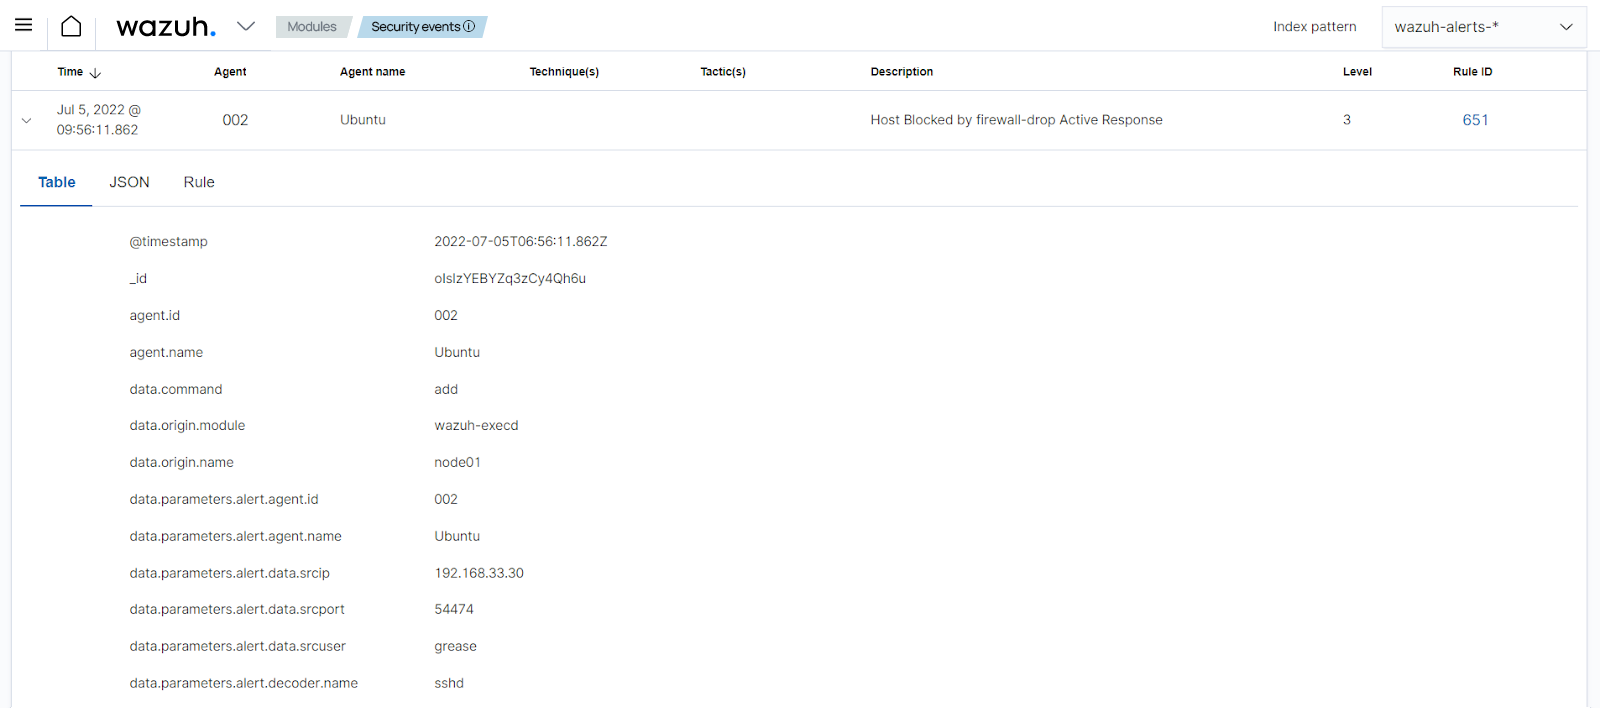 wazuh.
Modules
Security events
Index pattern
wazuh-alerts-*
Time Agent Agent name Technique(s) Tactic(s) Description Level Rule ID
Jul 5, 2022 @
09:56:11.862
002 Ubuntu Host Blocked by firewall-drop Active Response 3 651
Table JSON Rule
@timestamp 2022-07-05T06:56:11.862Z
_id olslzYEBYZq3zCy4Qh6u
agent.id 002
agent.name Ubuntu
data.command add
data.origin.module wazuh-execd
data.origin.name node01
data.parameters.alert.agent.id 002
data.parameters.alert.agent.name Ubuntu
data.parameters.alert.data.srcip 192.168.33.30
data.parameters.alert.data.srcport 54474
data.parameters.alert.data.srcuser grease
data.parameters.alert.decoder.name sshd